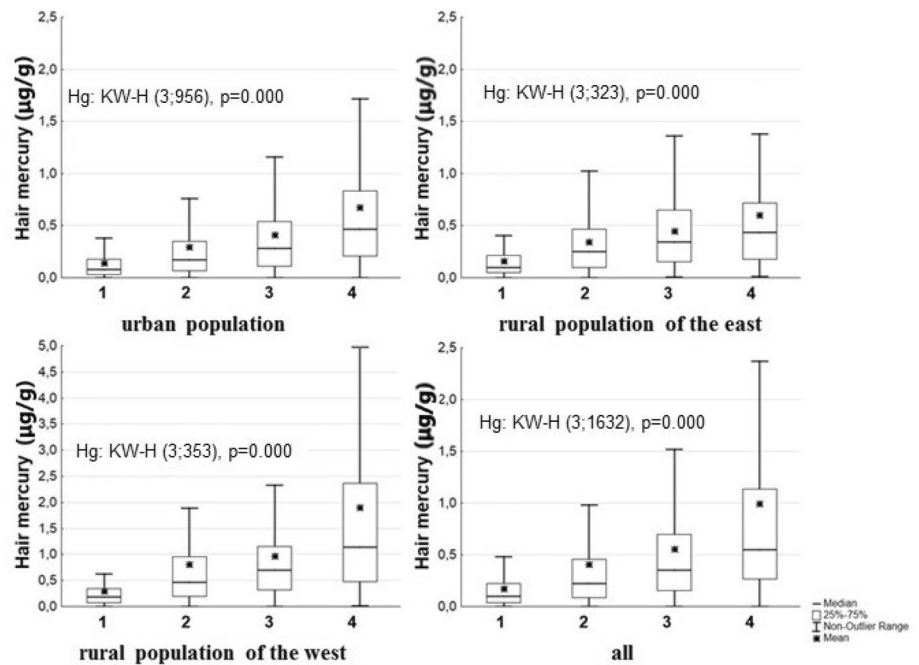 Hair mercury (µg/g)
2,5
2,0
1,5
1,0
0,5
0,0
Hg: KW-H (3;956), p=0.000
1 2 3 4
urban population
Hair mercury (µg/g)
2,5
2,0
1,5
1,0
0,5
0,0
Hg: KW-H (3;323), p=0.000
1 2 3 4
rural population of the east
Hair mercury (µg/g)
5,0
4,5
4,0
3,5
3,0
2,5
2,0
1,5
1,0
0,5
0,0
Hg: KW-H (3;353), p=0.000
1 2 3 4
rural population of the west
Hair mercury (µg/g)
2,5
2,0
1,5
1,0
0,5
0,0
Hg: KW-H (3;1632), p=0.000
1 2 3 4
all
Median
25%-75%
Non-Outlier Range
Mean